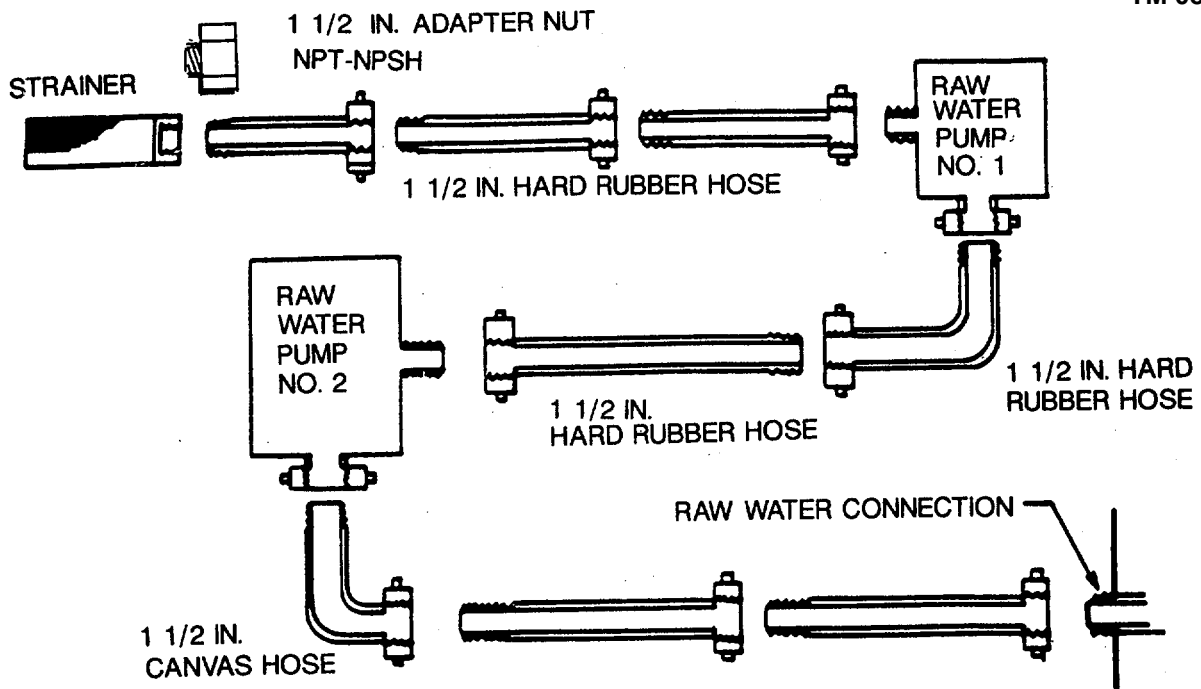 1 1/2 IN. ADAPTER NUT
NPT-NPSH
STRAINER
RAW
WATER
PUMP
NO. 1
1 1/2 IN. HARD RUBBER HOSE
RAW
WATER
PUMP
NO. 2
1 1/2 IN. HARD
RUBBER HOSE
1 1/2 IN.
HARD RUBBER HOSE
RAW WATER CONNECTION
1 1/2 IN.
CANVAS HOSE